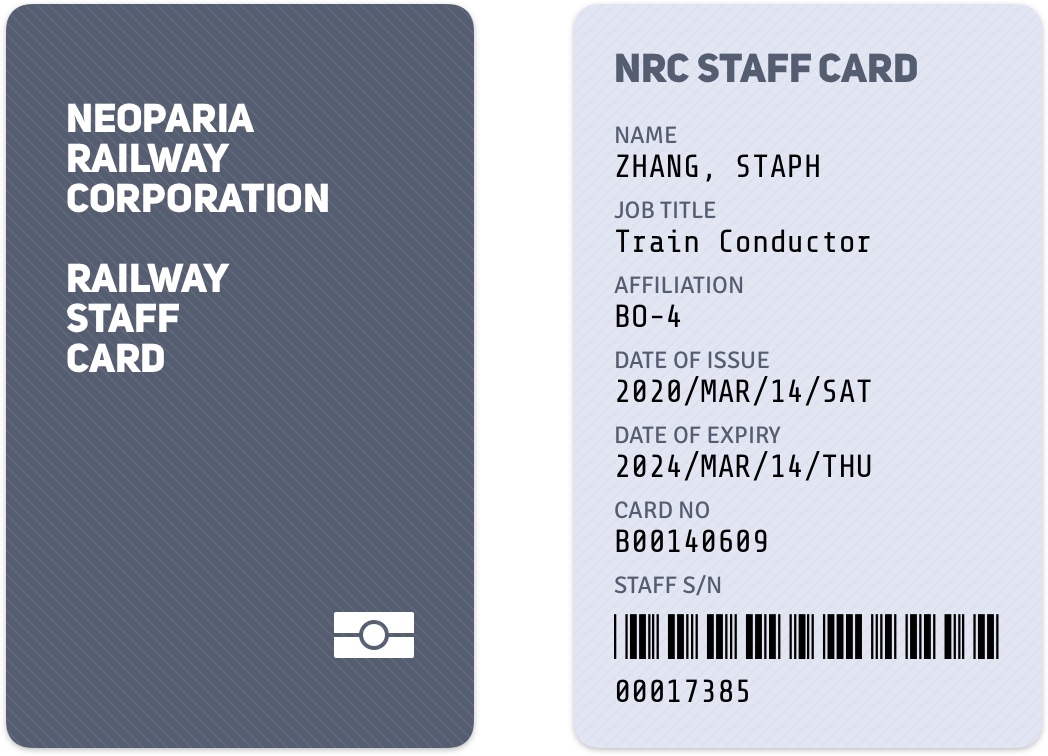 NEOPARIA
RAILWAY
CORPORATION
RAILWAY
STAFF
CARD
NRC STAFF CARD
NAME
ZHANG, STAPH
JOB TITLE
Train Conductor
AFFILIATION
BO-4
DATE OF ISSUE
2020/MAR/14/SAT
DATE OF EXPIRY
2024/MAR/14/THU
CARD NO
B00140609
STAFF S/N
00017385